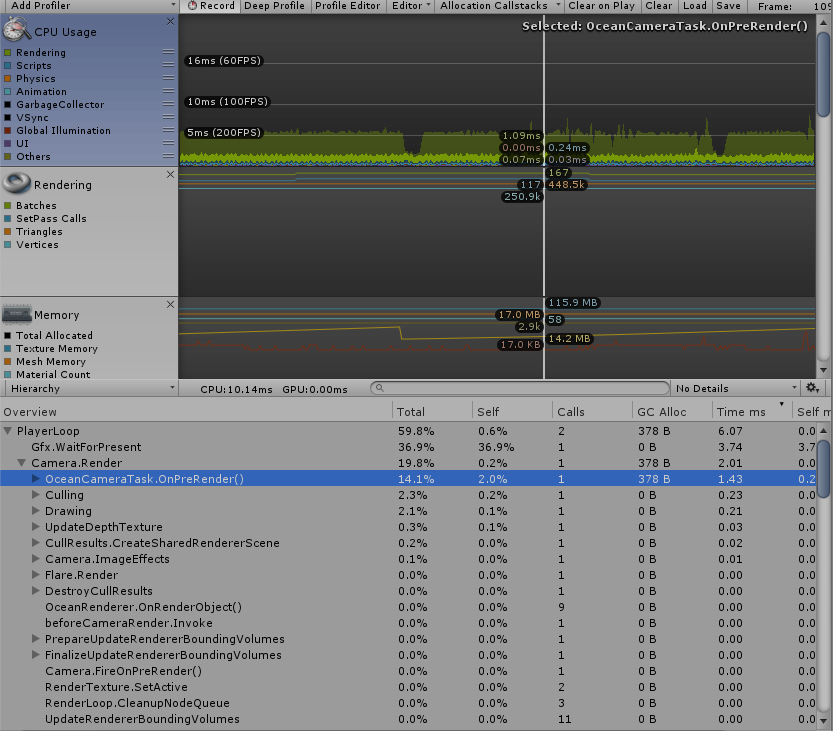 Add Profiler Record Deep Profile Profile Editor Editor Allocation Callstacks Clear on Play Clear Load Save Frame: 109
CPU Usage
Selected: OceanCameraTask.OnPreRender()
Rendering
Scripts
Physics
Animation
GarbageCollector
VSync
Global Illumination
UI
Others
16ms (60FPS)
10ms (100FPS)
5ms (200FPS)
1.09ms
0.00ms 0.24ms
0.07ms 0.03ms
Rendering
Batches
SetPass Calls
Triangles
Vertices
167
117 448.5k
250.9k
Memory
Total Allocated
Texture Memory
Mesh Memory
Material Count
115.9 MB
17.0 MB 58
2.9k
17.0 KB 14.2 MB
Hierarchy CPU:10.14ms GPU:0.00ms No Details
Overview Total Self Calls GC Alloc Time ms Self m
PlayerLoop 59.8% 0.6% 2 378 B 6.07 0.0
Gfx.WaitForPresent 36.9% 36.9% 1 0 B 3.74 3.7
Camera.Render 19.8% 0.2% 1 378 B 2.01 0.0
OceanCameraTask.OnPreRender() 14.1% 2.0% 1 378 B 1.43 0.2
Culling 2.3% 0.2% 1 0 B 0.23 0.0
Drawing 2.1% 0.1% 1 0 B 0.21 0.0
UpdateDepthTexture 0.3% 0.1% 1 0 B 0.03 0.0
CullResults.CreateSharedRendererScene 0.2% 0.0% 1 0 B 0.02 0.0
Camera.ImageEffects 0.1% 0.0% 1 0 B 0.01 0.0
Flare.Render 0.0% 0.0% 1 0 B 0.00 0.0
DestroyCullResults 0.0% 0.0% 1 0 B 0.00 0.0
OceanRenderer.OnRenderObject() 0.0% 0.0% 9 0 B 0.00 0.0
beforeCameraRender.Invoke 0.0% 0.0% 1 0 B 0.00 0.0
PrepareUpdateRendererBoundingVolumes 0.0% 0.0% 1 0 B 0.00 0.0
FinalizeUpdateRendererBoundingVolumes 0.0% 0.0% 1 0 B 0.00 0.0
Camera.FireOnPreRender() 0.0% 0.0% 1 0 B 0.00 0.0
RenderTexture.SetActive 0.0% 0.0% 2 0 B 0.00 0.0
RenderLoop.CleanupNodeQueue 0.0% 0.0% 3 0 B 0.00 0.0
UpdateRendererBoundingVolumes 0.0% 0.0% 11 0 B 0.00 0.0